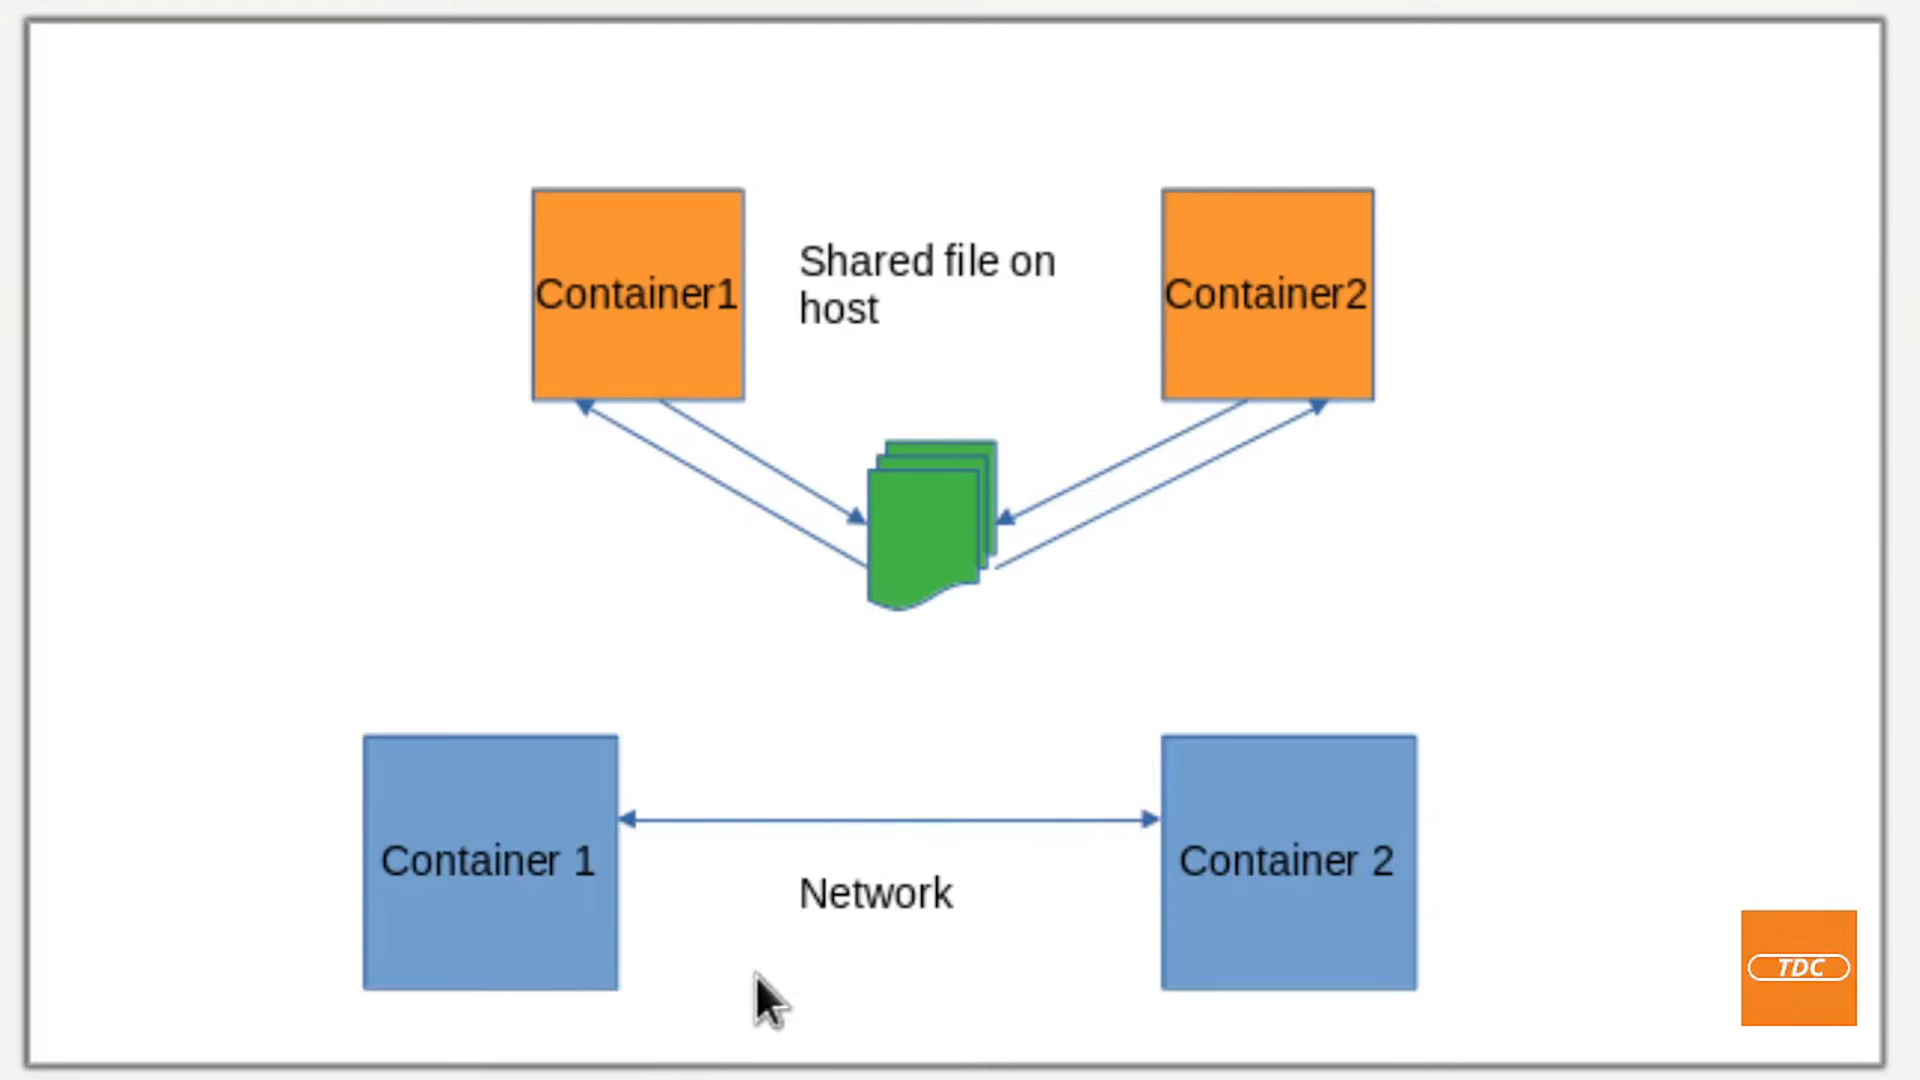 Container1
Shared file on
host
Container2
Container 1
Network
Container 2
TDC